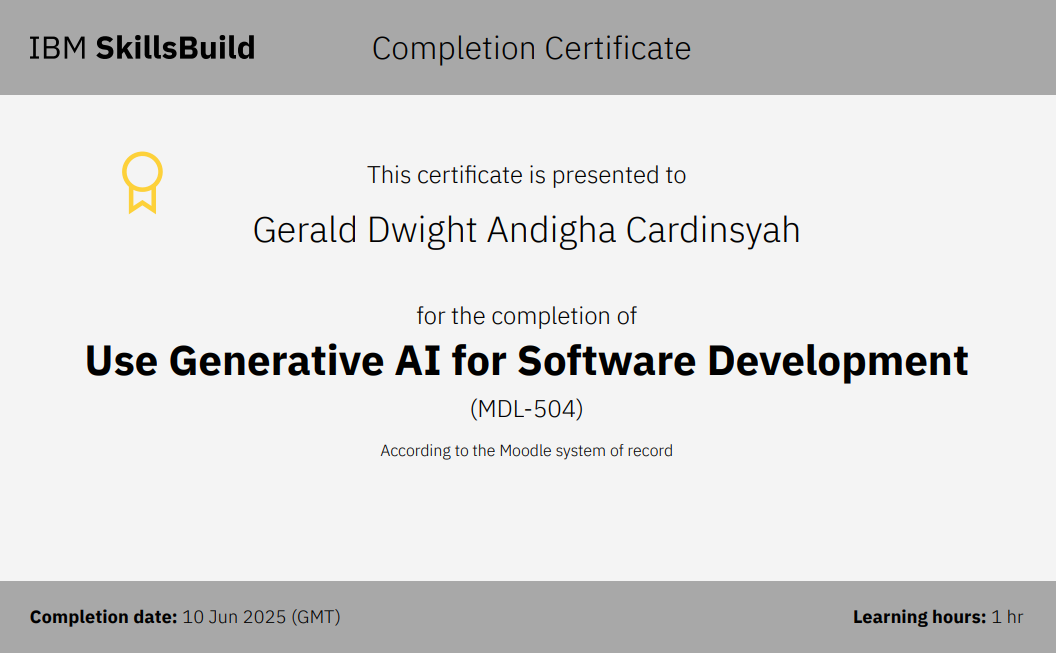 IBM SkillsBuild
Completion Certificate
This certificate is presented to
Gerald Dwight Andigha Cardinsyah
for the completion of
Use Generative AI for Software Development
(MDL-504)
According to the Moodle system of record
Completion date: 10 Jun 2025 (GMT)
Learning hours: 1 hr